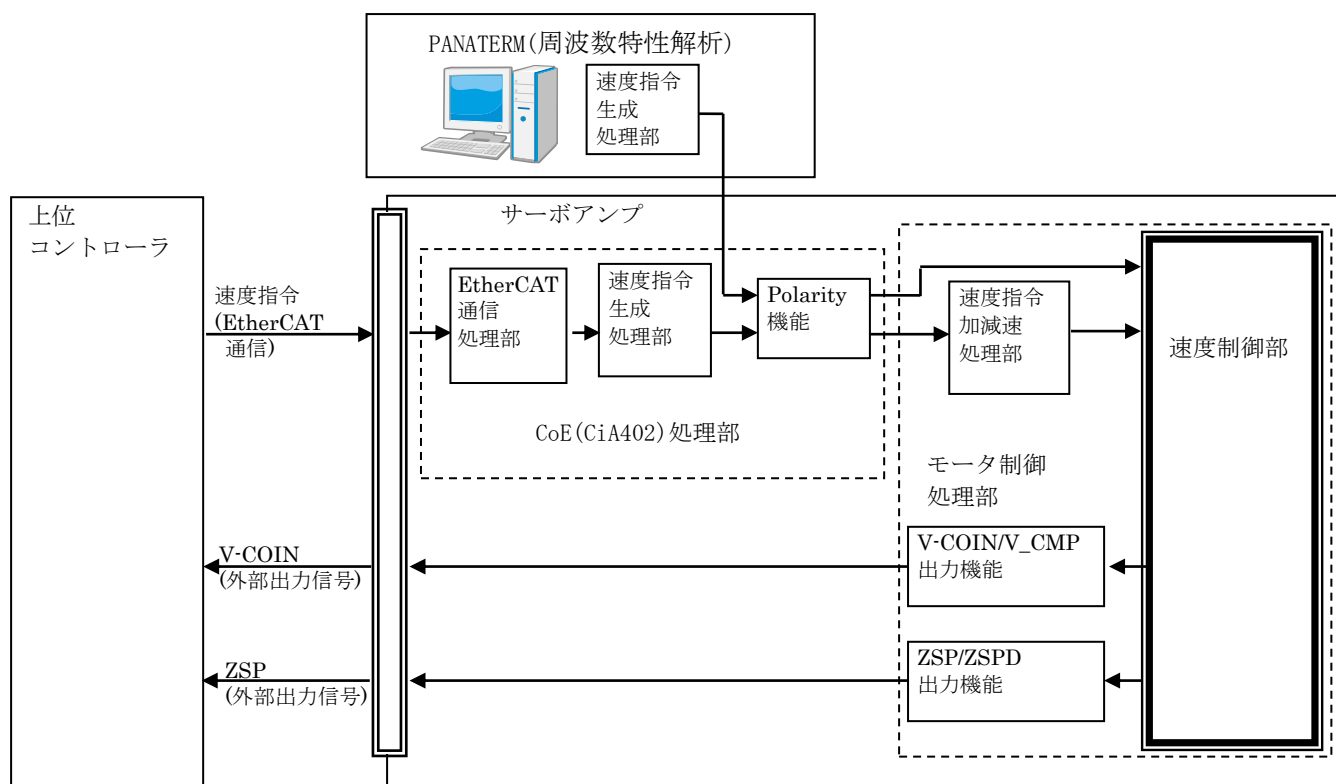 PANATERM(周波数特性解析)
速度指令
生成
処理部
サーボアンプ
上位
コントローラ
速度指令
(EtherCAT
通信)
EtherCAT
通信
処理部
速度指令
生成
処理部
Polarity
機能
速度指令
加減速
処理部
速度制御部
CoE(CiA402)処理部
モータ制御
処理部
V-COIN
(外部出力信号)
V-COIN/V_CMP
出力機能
ZSP
(外部出力信号)
ZSP/ZSPD
出力機能